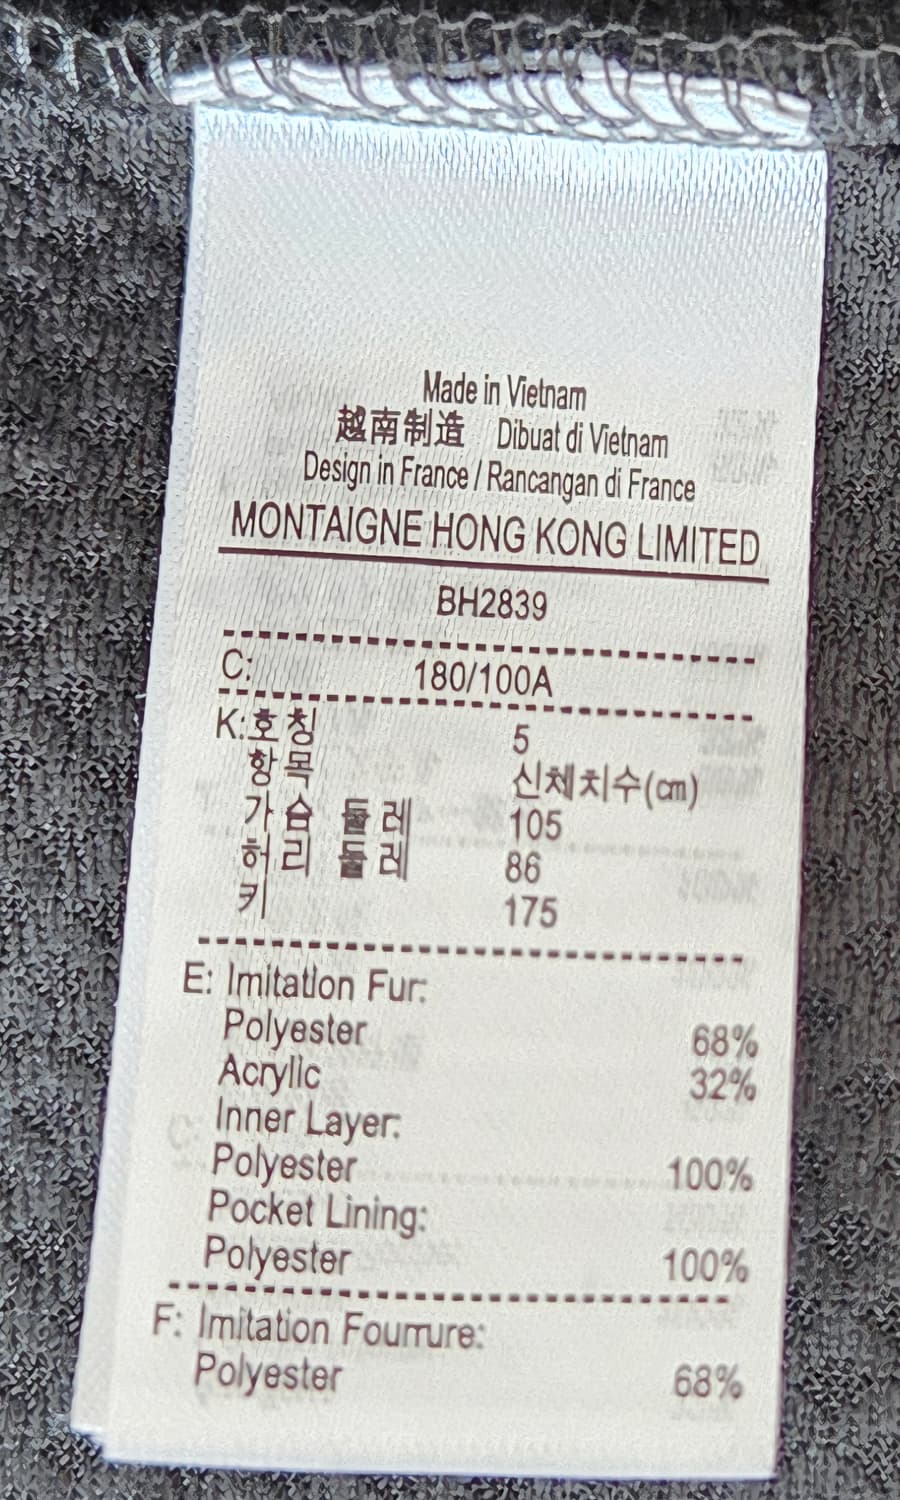 Made in Vietnam
越南制造 Dibuat di Vietnam
Design in France / Rancangan di France
MONTAIGNE HONG KONG LIMITED
BH2839
C: 180/100A
K: 호칭 5
항목 신체치수(cm)
가슴 둘레 105
허리 둘레 86
키 175
E: Imitation Fur:
Polyester 68%
Acrylic 32%
Inner Layer:
Polyester 100%
Pocket Lining:
Polyester 100%
F: Imitation Fourrure:
Polyester 68%